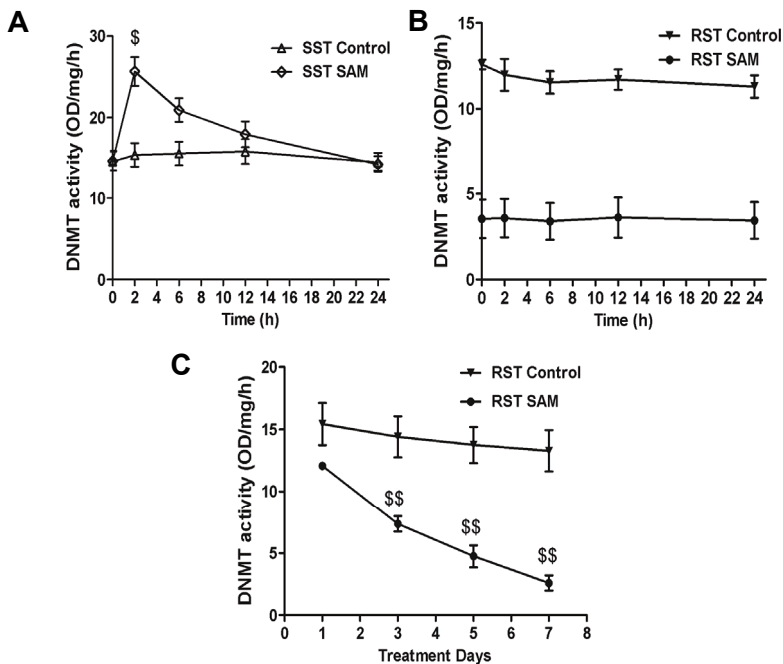 A
$
SST Control
SST SAM
DNMT activity (OD/mg/h)
30
20
10
0
0 2 4 6 8 10 12 14 16 18 20 22 24
Time (h)
B
RST Control
RST SAM
DNMT activity (OD/mg/h)
15
10
5
0
0 2 4 6 8 10 12 14 16 18 20 22 24
Time (h)
C
RST Control
RST SAM
DNMT activity (OD/mg/h)
20
15
10
5
0
$$
$$
$$
0 1 2 3 4 5 6 7 8
Treatment Days